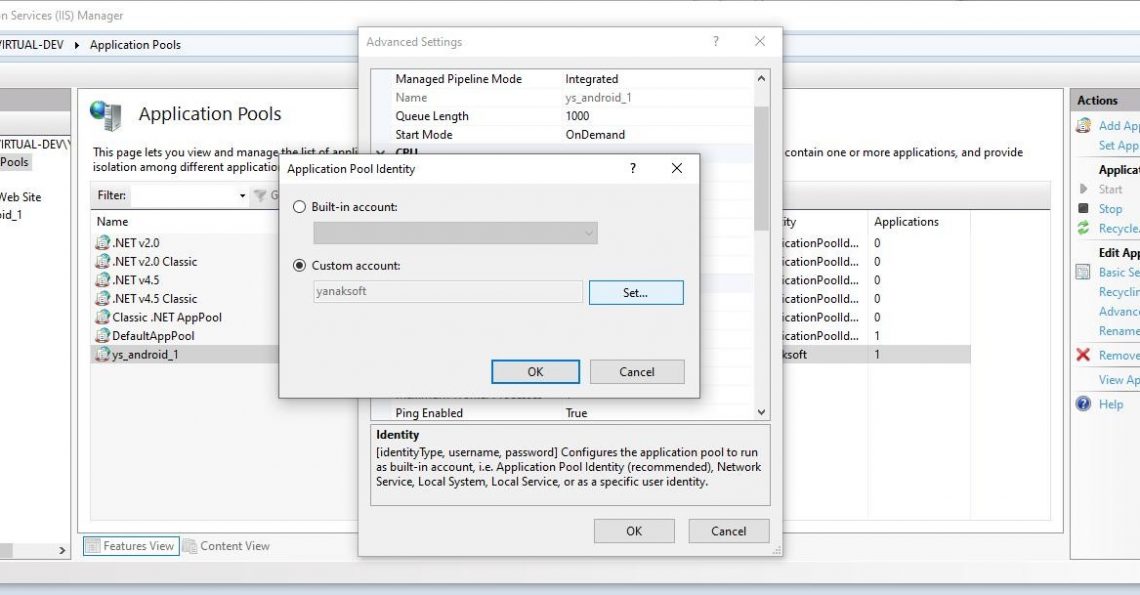 n Services (IIS) Manager
VIRTUAL-DEV ▸ Application Pools
VIRTUAL-DEV\Y
Pools
Web Site
oid_1
Application Pools
This page lets you view and manage the list of appli
contain one or more applications, and provide
isolation among different application
Filter:
G
Name
ity
Applications
.NET v2.0
icationPoolId...
0
.NET v2.0 Classic
icationPoolId...
0
.NET v4.5
icationPoolId...
0
.NET v4.5 Classic
icationPoolId...
0
Classic .NET AppPool
icationPoolId...
0
DefaultAppPool
icationPoolId...
1
ys_android_1
ksoft
1
Features View
Content View
Advanced Settings
?
Managed Pipeline Mode
Integrated
Name
ys_android_1
Queue Length
1000
Start Mode
OnDemand
CPU
Application Pool Identity
?
Built-in account:
Custom account:
yanaksoft
Set...
OK
Cancel
Ping Enabled
True
Identity
[identityType, username, password] Configures the application pool to run
as built-in account, i.e. Application Pool Identity (recommended), Network
Service, Local System, Local Service, or as a specific user identity.
OK
Cancel
Actions
Add App
Set App
Applicat
Start
Stop
Recycle.
Edit App
Basic Se
Recyclin
Advanc
Rename
Remove
View Ap
Help